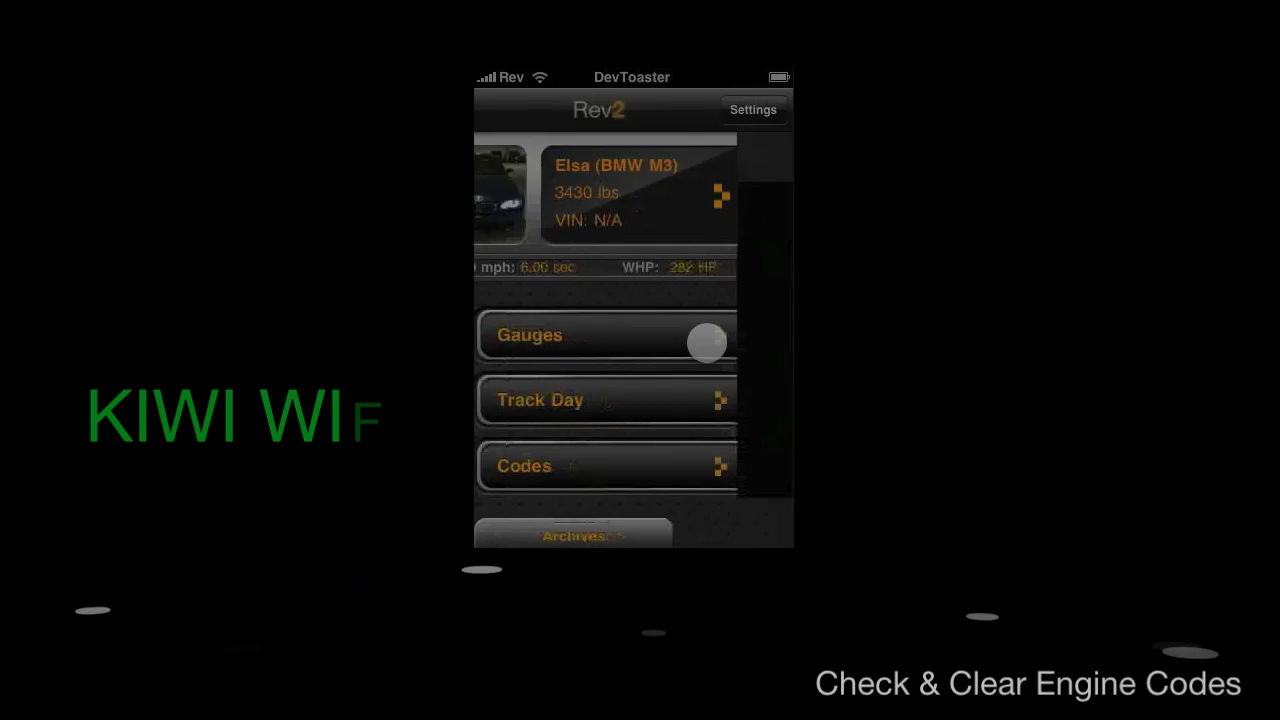 Rev DevToaster
Rev2 Settings
Elsa (BMW M3)
3430 lbs
VIN: N/A
mph: 6.00 sec WHP: 282 HP
Gauges
Track Day
KIWI WIF
Codes
Archives
Check & Clear Engine Codes